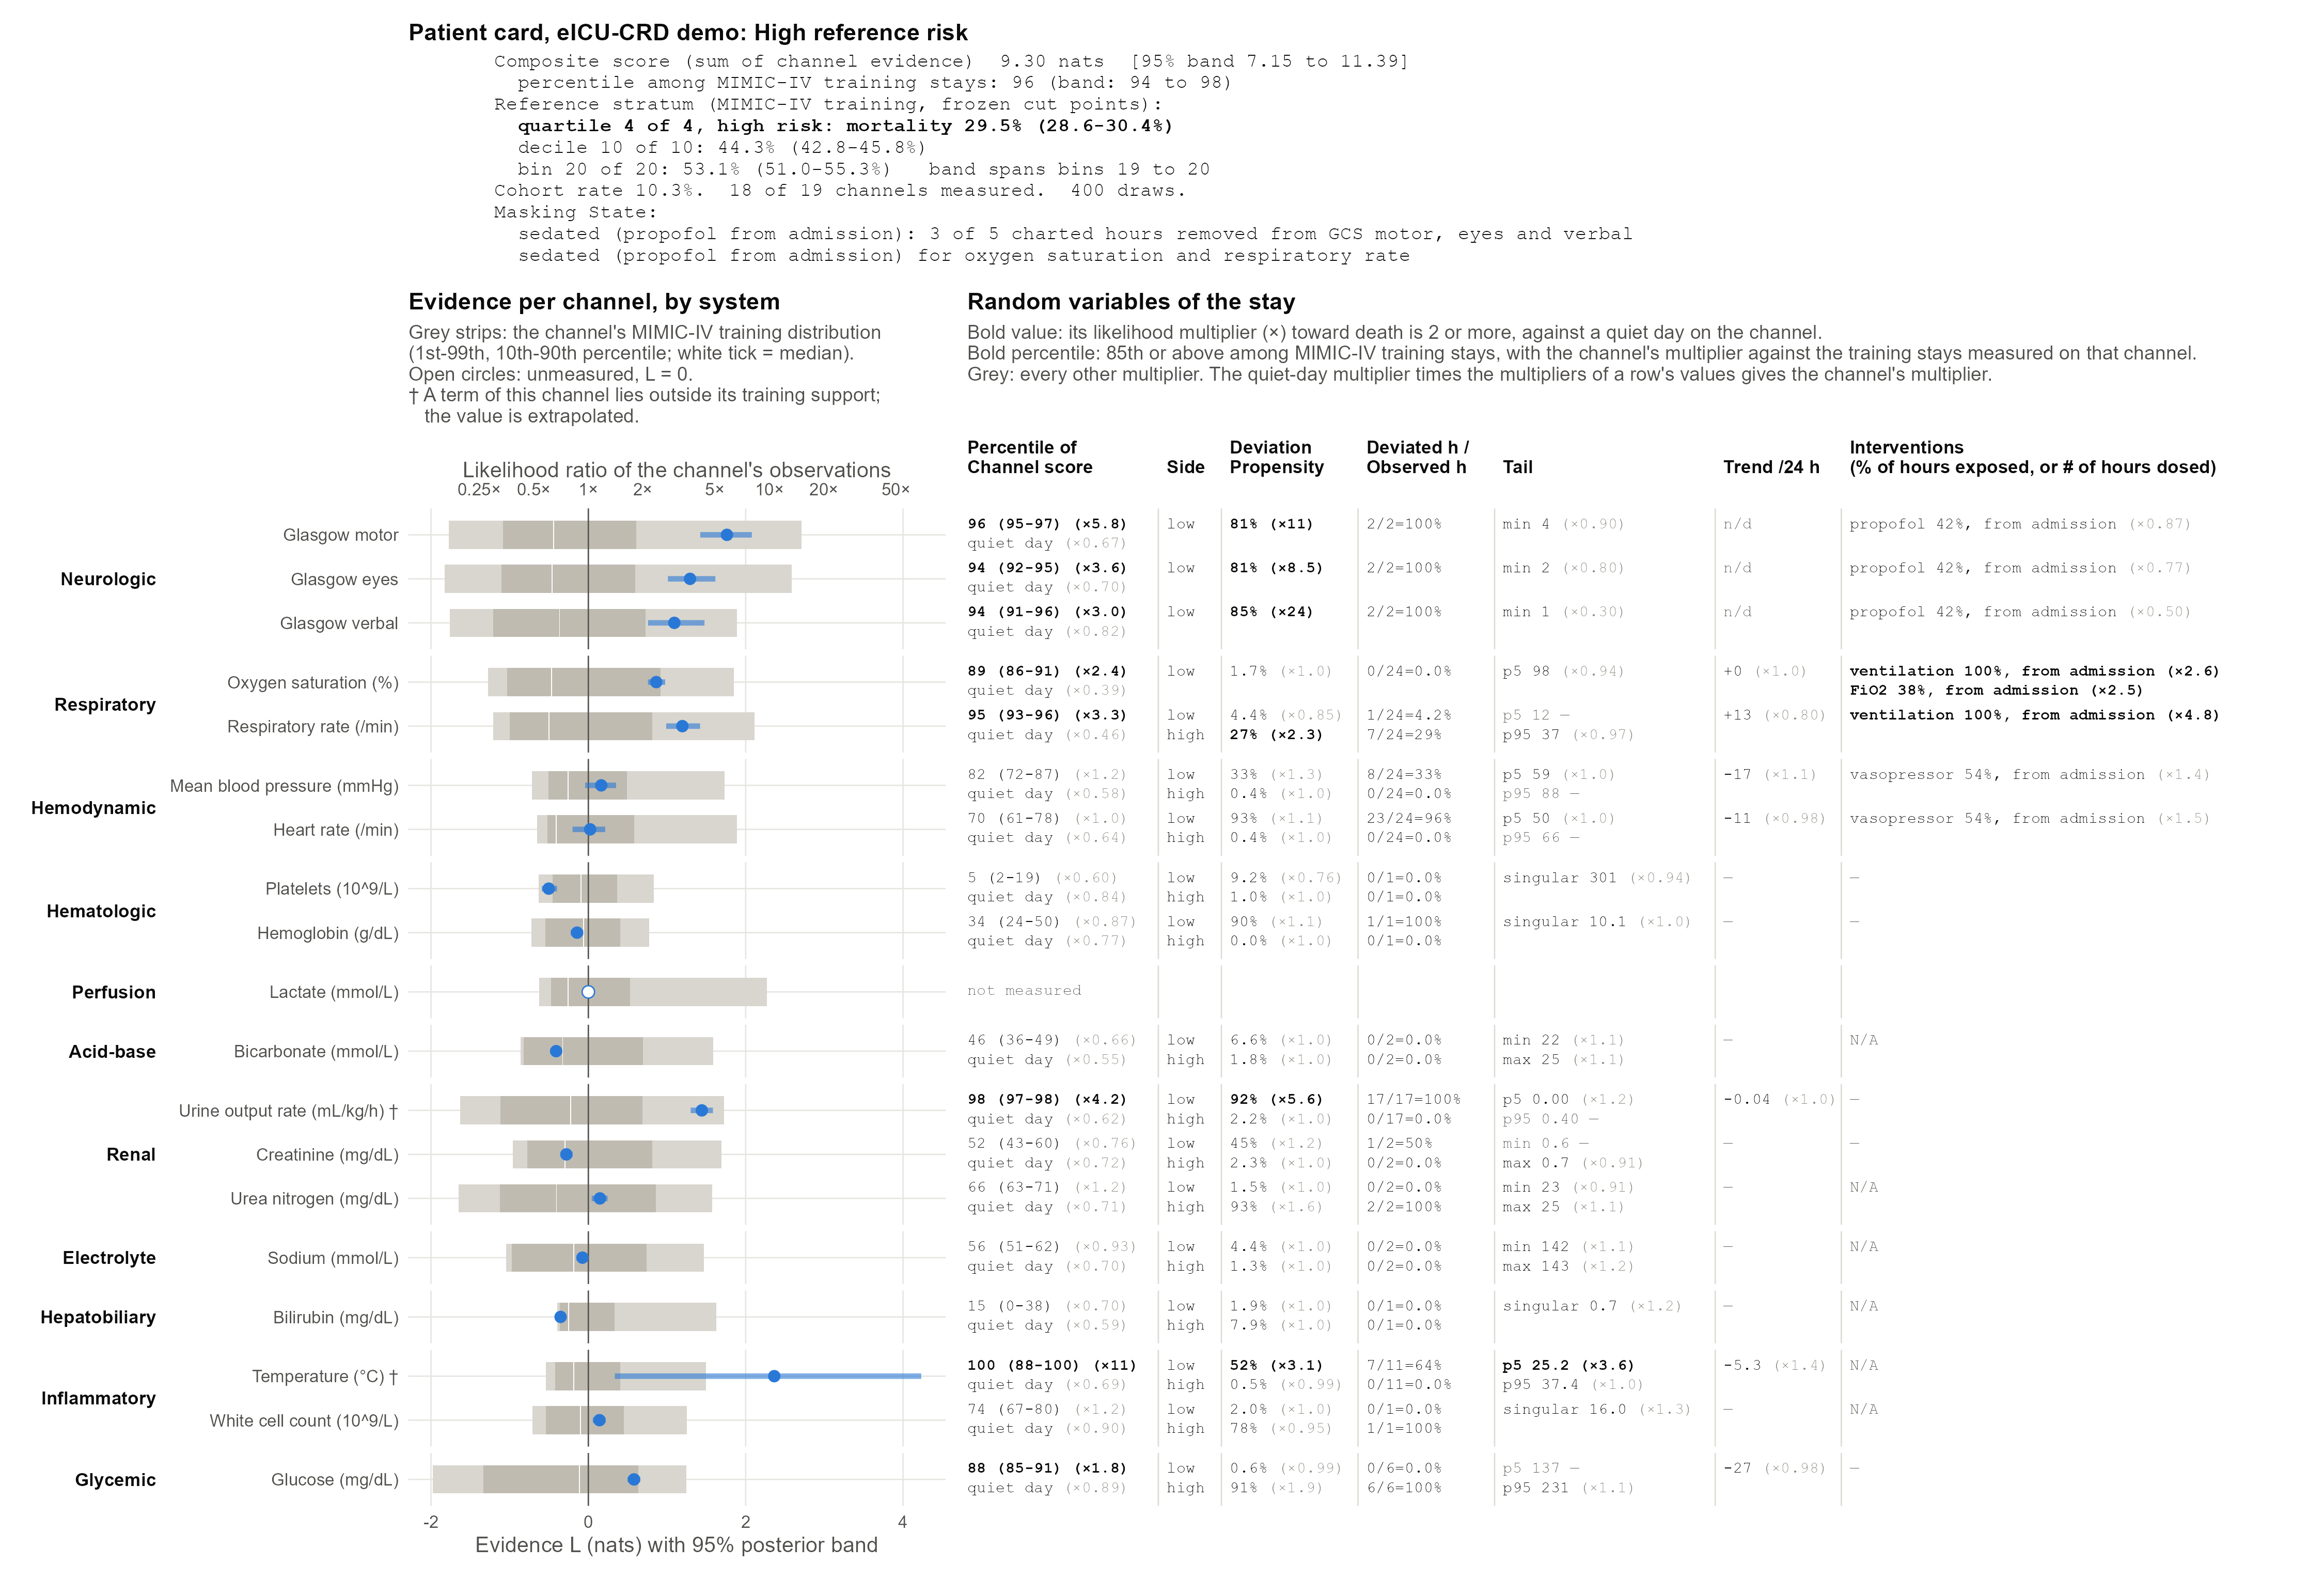 Patient card, eICU-CRD demo: High reference risk
Composite score (sum of channel evidence)  9.30 nats  [95% band 7.15 to 11.39]
percentile among MIMIC-IV training stays: 96 (band: 94 to 98)
Reference stratum (MIMIC-IV training, frozen cut points):
quartile 4 of 4, high risk: mortality 29.5% (28.6-30.4%)
decile 10 of 10: 44.3% (42.8-45.8%)
bin 20 of 20: 53.1% (51.0-55.3%)   band spans bins 19 to 20
Cohort rate 10.3%.  18 of 19 channels measured.  400 draws.
Masking State:
sedated (propofol from admission): 3 of 5 charted hours removed from GCS motor, eyes and verbal
sedated (propofol from admission) for oxygen saturation and respiratory rate
Evidence per channel, by system
Grey strips: the channel's MIMIC-IV training distribution
(1st-99th, 10th-90th percentile; white tick = median).
Open circles: unmeasured, L = 0.
† A term of this channel lies outside its training support;
the value is extrapolated.
Random variables of the stay
Bold value: its likelihood multiplier (×) toward death is 2 or more, against a quiet day on the channel.
Bold percentile: 85th or above among MIMIC-IV training stays, with the channel's multiplier against the training stays measured on that channel.
Grey: every other multiplier. The quiet-day multiplier times the multipliers of a row's values gives the channel's multiplier.
Likelihood ratio of the channel's observations
0.25× 0.5× 1× 2× 5× 10× 20× 50×
Percentile of Channel score | Side | Deviation Propensity | Deviated h / Observed h | Tail | Trend /24 h | Interventions (% of hours exposed, or # of hours dosed)
Neurologic
Glasgow motor 96 (95-97) (×5.8) low 81% (×11) 2/2=100% min 4 (×0.90) n/d propofol 42%, from admission (×0.87)
quiet day (×0.67)
Glasgow eyes 94 (92-95) (×3.6) low 81% (×8.5) 2/2=100% min 2 (×0.80) n/d propofol 42%, from admission (×0.77)
quiet day (×0.70)
Glasgow verbal 94 (91-96) (×3.0) low 85% (×24) 2/2=100% min 1 (×0.30) n/d propofol 42%, from admission (×0.50)
quiet day (×0.82)
Respiratory
Oxygen saturation (%) 89 (86-91) (×2.4) low 1.7% (×1.0) 0/24=0.0% p5 98 (×0.94) +0 (×1.0) ventilation 100%, from admission (×2.6)
quiet day (×0.39) FiO2 38%, from admission (×2.5)
Respiratory rate (/min) 95 (93-96) (×3.3) low 4.4% (×0.85) 1/24=4.2% p5 12 — +13 (×0.80) ventilation 100%, from admission (×4.8)
quiet day (×0.46) high 27% (×2.3) 7/24=29% p95 37 (×0.97)
Hemodynamic
Mean blood pressure (mmHg) 82 (72-87) (×1.2) low 33% (×1.3) 8/24=33% p5 59 (×1.0) -17 (×1.1) vasopressor 54%, from admission (×1.4)
quiet day (×0.58) high 0.4% (×1.0) 0/24=0.0% p95 88 —
Heart rate (/min) 70 (61-78) (×1.0) low 93% (×1.1) 23/24=96% p5 50 (×1.0) -11 (×0.98) vasopressor 54%, from admission (×1.5)
quiet day (×0.64) high 0.4% (×1.0) 0/24=0.0% p95 66 —
Hematologic
Platelets (10^9/L) 5 (2-19) (×0.60) low 9.2% (×0.76) 0/1=0.0% singular 301 (×0.94) — —
quiet day (×0.84) high 1.0% (×1.0) 0/1=0.0%
Hemoglobin (g/dL) 34 (24-50) (×0.87) low 90% (×1.1) 1/1=100% singular 10.1 (×1.0) — —
quiet day (×0.77) high 0.0% (×1.0) 0/1=0.0%
Perfusion
Lactate (mmol/L) not measured
Acid-base
Bicarbonate (mmol/L) 46 (36-49) (×0.66) low 6.6% (×1.0) 0/2=0.0% min 22 (×1.1) — N/A
quiet day (×0.55) high 1.8% (×1.0) 0/2=0.0% max 25 (×1.1)
Renal
Urine output rate (mL/kg/h) † 98 (97-98) (×4.2) low 92% (×5.6) 17/17=100% p5 0.00 (×1.2) -0.04 (×1.0) —
quiet day (×0.62) high 2.2% (×1.0) 0/17=0.0% p95 0.40 —
Creatinine (mg/dL) 52 (43-60) (×0.76) low 45% (×1.2) 1/2=50% min 0.6 — — —
quiet day (×0.72) high 2.3% (×1.0) 0/2=0.0% max 0.7 (×0.91)
Urea nitrogen (mg/dL) 66 (63-71) (×1.2) low 1.5% (×1.0) 0/2=0.0% min 23 (×0.91) — N/A
quiet day (×0.71) high 93% (×1.6) 2/2=100% max 25 (×1.1)
Electrolyte
Sodium (mmol/L) 56 (51-62) (×0.93) low 4.4% (×1.0) 0/2=0.0% min 142 (×1.1) — N/A
quiet day (×0.70) high 1.3% (×1.0) 0/2=0.0% max 143 (×1.2)
Hepatobiliary
Bilirubin (mg/dL) 15 (0-38) (×0.70) low 1.9% (×1.0) 0/1=0.0% singular 0.7 (×1.2) — N/A
quiet day (×0.59) high 7.9% (×1.0) 0/1=0.0%
Inflammatory
Temperature (°C) † 100 (88-100) (×11) low 52% (×3.1) 7/11=64% p5 25.2 (×3.6) -5.3 (×1.4) N/A
quiet day (×0.69) high 0.5% (×0.99) 0/11=0.0% p95 37.4 (×1.0)
White cell count (10^9/L) 74 (67-80) (×1.2) low 2.0% (×1.0) 0/1=0.0% singular 16.0 (×1.3) — N/A
quiet day (×0.90) high 78% (×0.95) 1/1=100%
Glycemic
Glucose (mg/dL) 88 (85-91) (×1.8) low 0.6% (×0.99) 0/6=0.0% p5 137 — -27 (×0.98) —
quiet day (×0.89) high 91% (×1.9) 6/6=100% p95 231 (×1.1)
-2 0 2 4
Evidence L (nats) with 95% posterior band